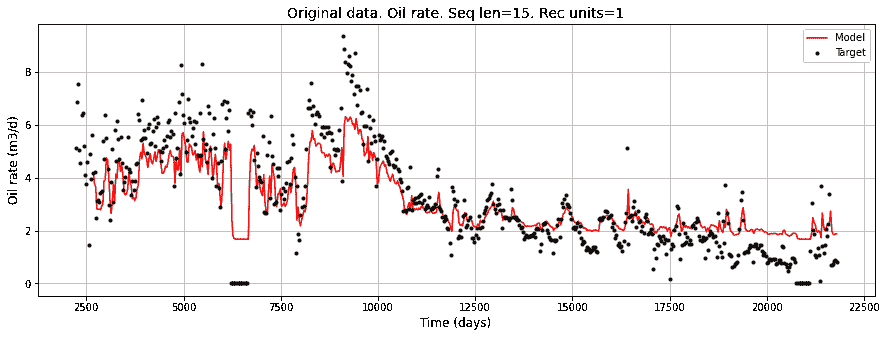 Original data. Oil rate. Seq len=15. Rec units=1
Model
Target
Oil rate (m3/d)
8
6
4
2
0
2500 5000 7500 10000 12500 15000 17500 20000 22500
Time (days)